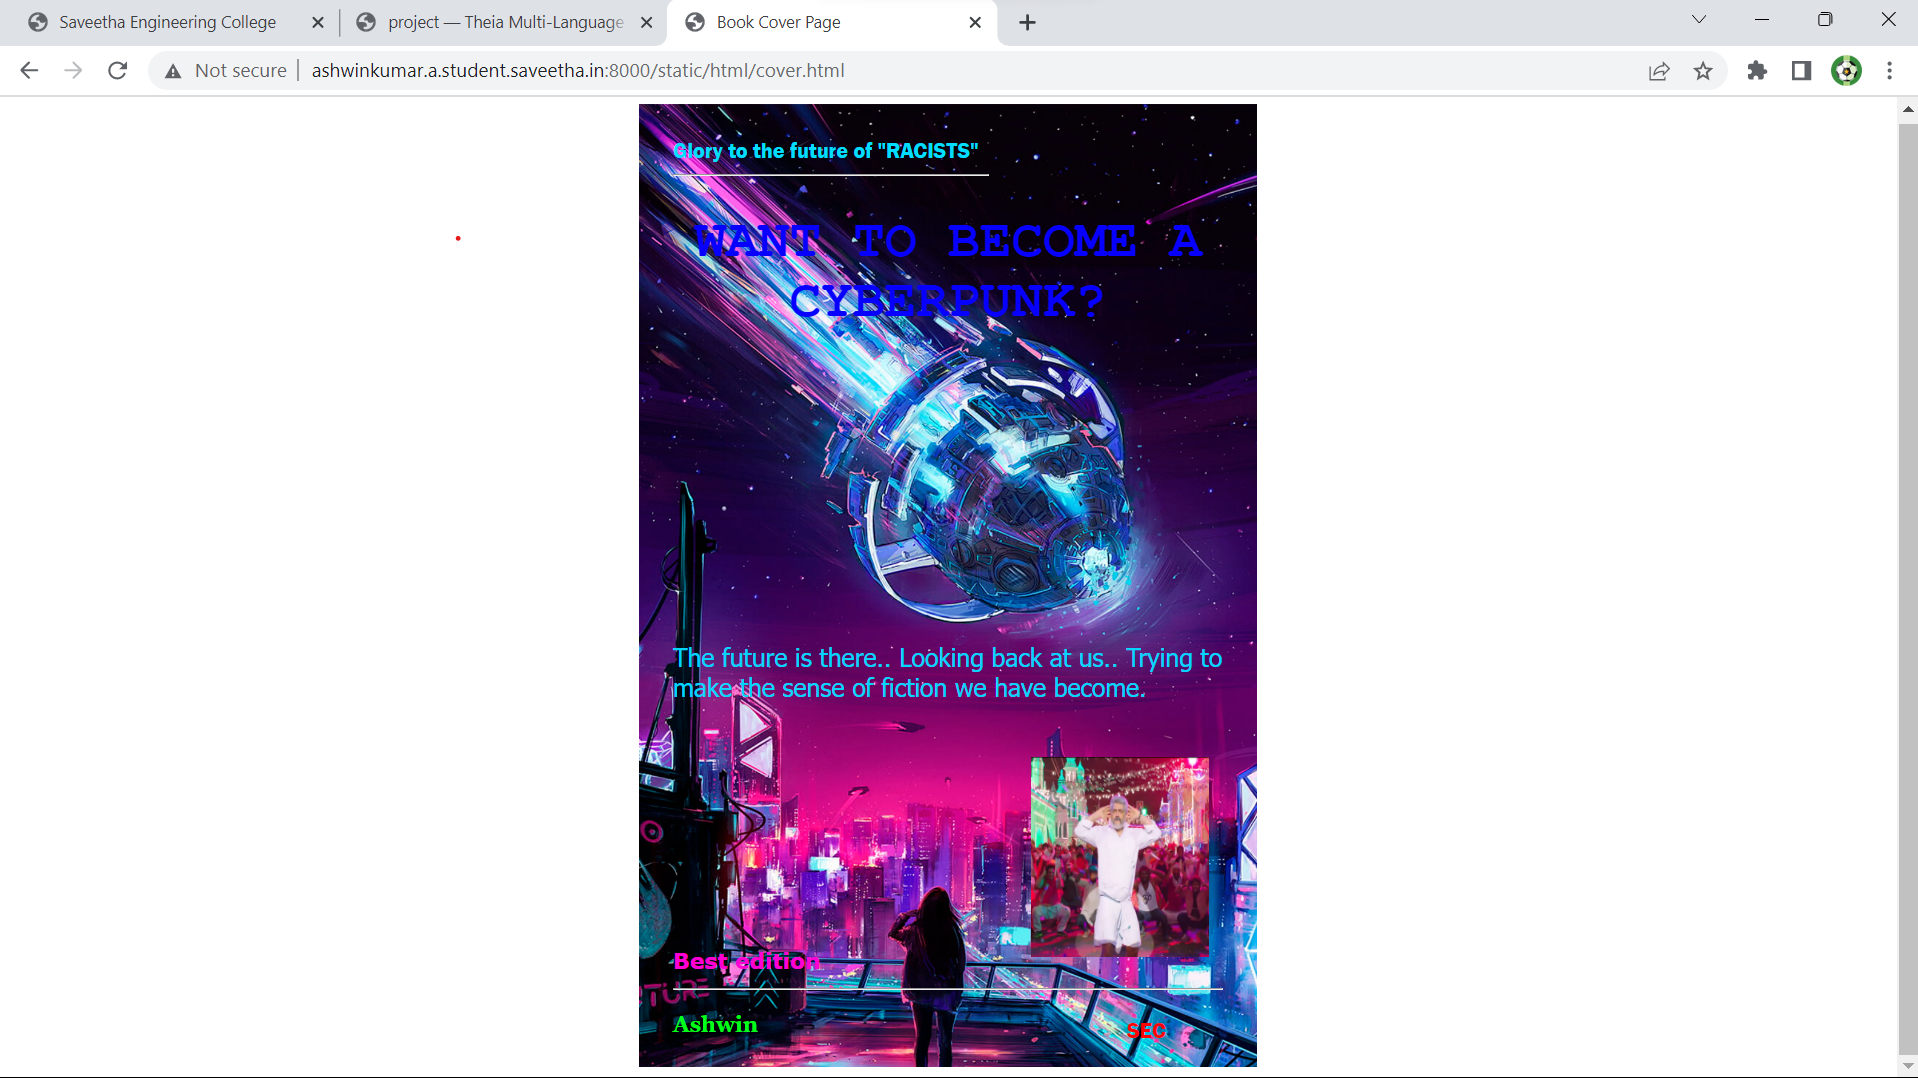 Saveetha Engineering College
project — Theia Multi-Language
Book Cover Page
Not secure
ashwinkumar.a.student.saveetha.in:8000/static/html/cover.html
Glory to the future of "RACISTS"
WANT TO BECOME A
CYBERPUNK?
The future is there.. Looking back at us.. Trying to
make the sense of fiction we have become.
Best edition
Ashwin
SEC